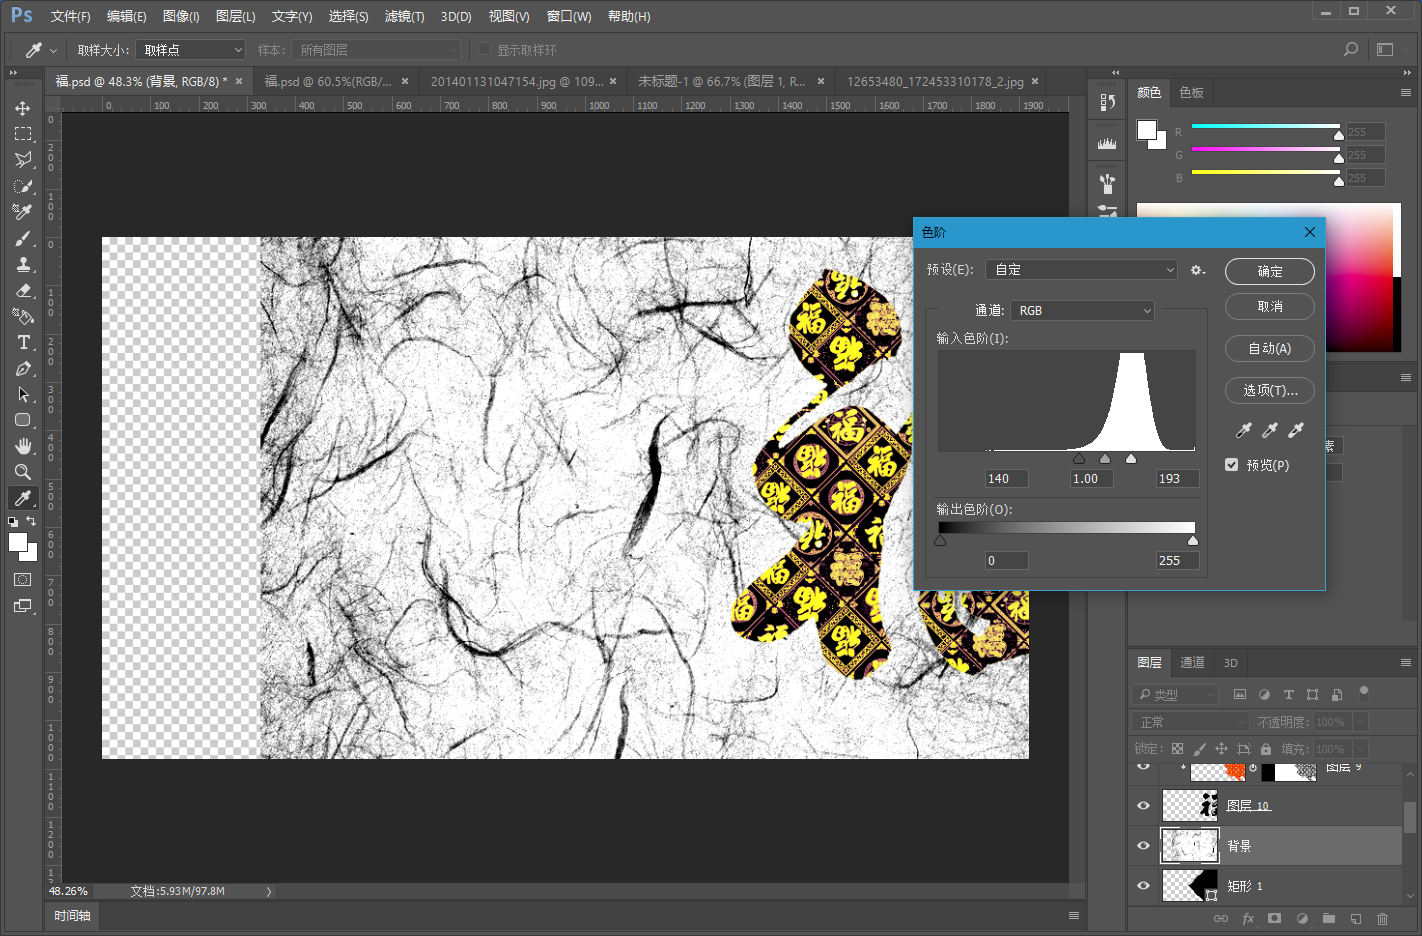 Ps 文件(F) 编辑(E) 图像(I) 图层(L) 文字(Y) 选择(S) 滤镜(T) 3D(D) 视图(V) 窗口(W) 帮助(H)
取样大小: 取样点 样本: 所有图层 显示取样环
福.psd @ 48.3% (背景, RGB/8) * × 福.psd @ 60.5%(RGB/... × 201401131047154.jpg @ 109... × 未标题-1 @ 66.7% (图层 1, R... × 12653480_172453310178_2.jpg ×
0 100 200 300 400 500 600 700 800 900 1000 1100 1200 1300 1400 1500 1600 1700 1800 1900
颜色 色板
R 255
G 255
B 255
色阶
预设(E): 自定
确定
通道: RGB
取消
输入色阶(I):
自动(A)
选项(T)...
预览(P)
140 1.00 193
输出色阶(O):
0 255
素
福
福
福
福
福
福
图层 通道 3D
类型
正常 不透明度: 100%
锁定: 填充: 100%
图层 9
图层 10
背景
矩形 1
fx
48.26% 文档:5.93M/97.8M
时间轴